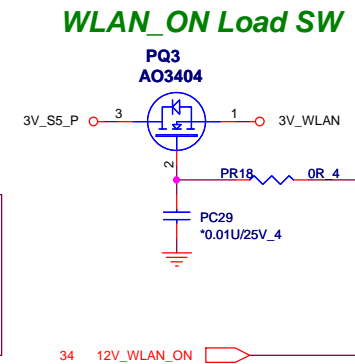 WLAN_ON Load SW
PQ3
AO3404
3V_S5_P 3 1 3V_WLAN
2
PR18 0R_4
PC29
*0.01U/25V_4
34 12V_WLAN_ON